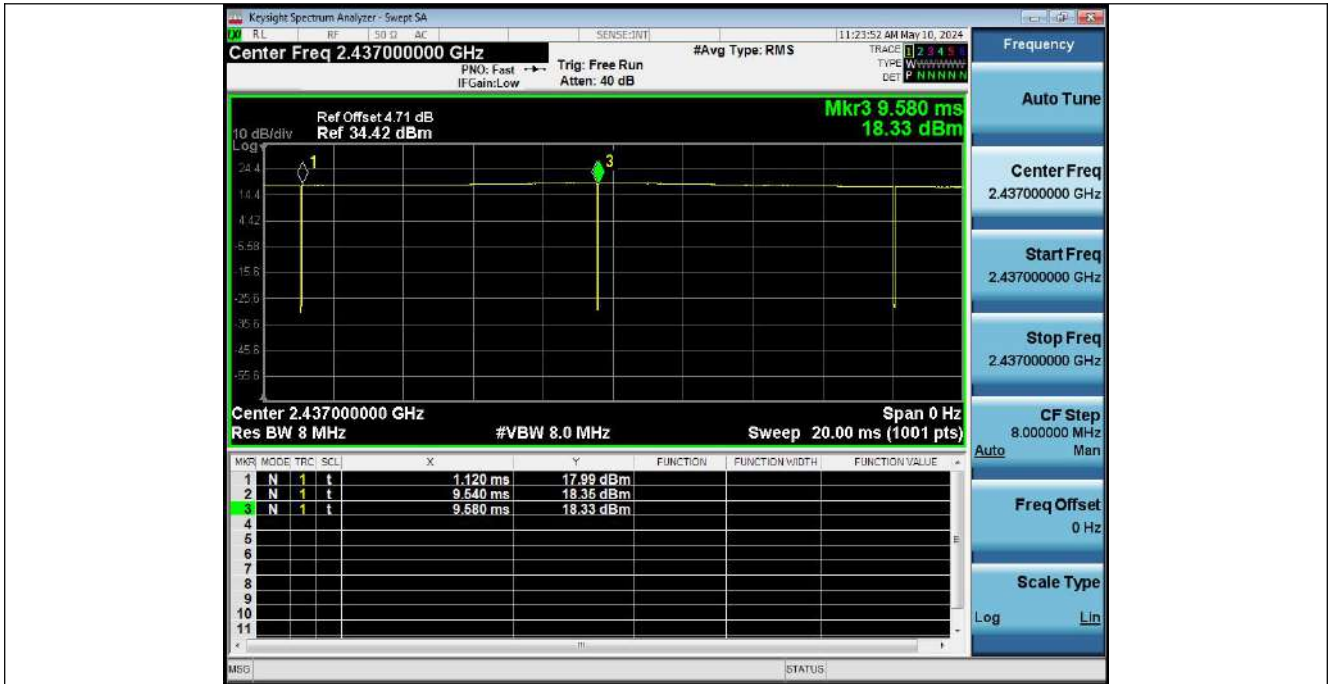 Keysight Spectrum Analyzer - Swept SA
RL RF 50 Ω AC SENSE:INT 11:23:52 AM May 10, 2024
Center Freq 2.437000000 GHz #Avg Type: RMS TRACE 1 2 3 4 5 6
PNO: Fast Trig: Free Run TYPE W
IFGain:Low Atten: 40 dB DET P N N N N N
Mkr3 9.580 ms
18.33 dBm
Ref Offset 4.71 dB
10 dB/div Ref 34.42 dBm
Log
24.4
14.4
4.42
-5.58
-15.6
-25.6
-35.6
-45.6
-55.6
1
3
Center 2.437000000 GHz Span 0 Hz
Res BW 8 MHz #VBW 8.0 MHz Sweep 20.00 ms (1001 pts)
MKR MODE TRC SCL X Y FUNCTION FUNCTION WIDTH FUNCTION VALUE
1 N 1 t 1.120 ms 17.99 dBm
2 N 1 t 9.540 ms 18.35 dBm
3 N 1 t 9.580 ms 18.33 dBm
4
5
6
7
8
9
10
11
MSG STATUS
Frequency
Auto Tune
Center Freq
2.437000000 GHz
Start Freq
2.437000000 GHz
Stop Freq
2.437000000 GHz
CF Step
8.000000 MHz
Auto Man
Freq Offset
0 Hz
Scale Type
Log Lin